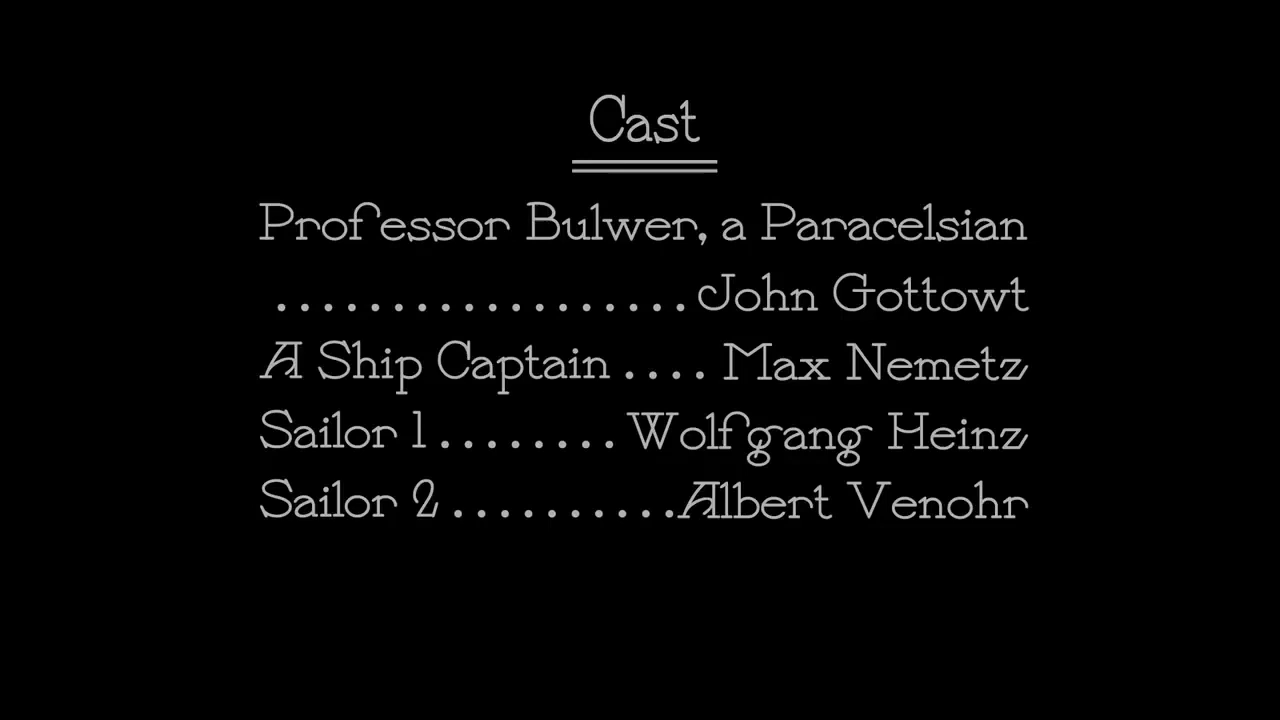 Cast
Professor Bulwer, a Paracelsian
..................John Gottowt
A Ship Captain .... Max Nemetz
Sailor 1........ Wolfgang Heinz
Sailor 2..........Albert Venohr